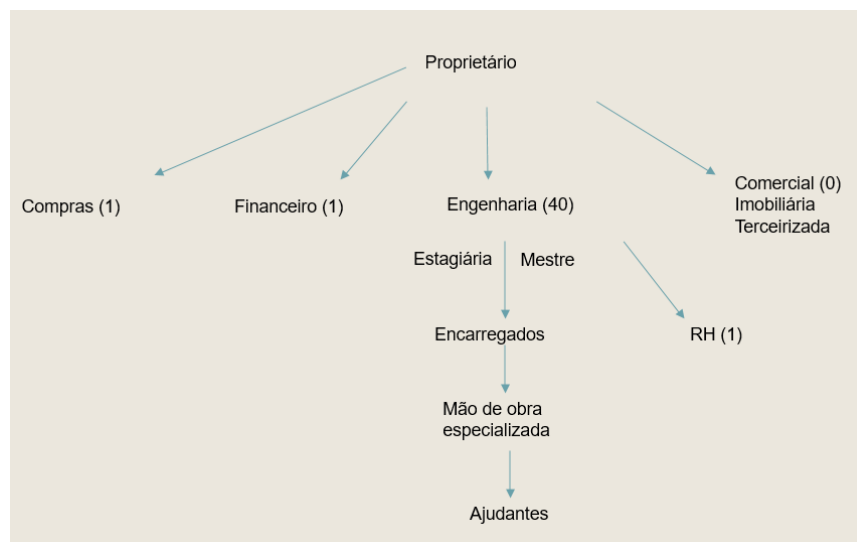 Proprietário
Compras (1)
Financeiro (1)
Engenharia (40)
Comercial (0)
Imobiliária
Terceirizada
Estagiária
Mestre
Encarregados
RH (1)
Mão de obra
especializada
Ajudantes